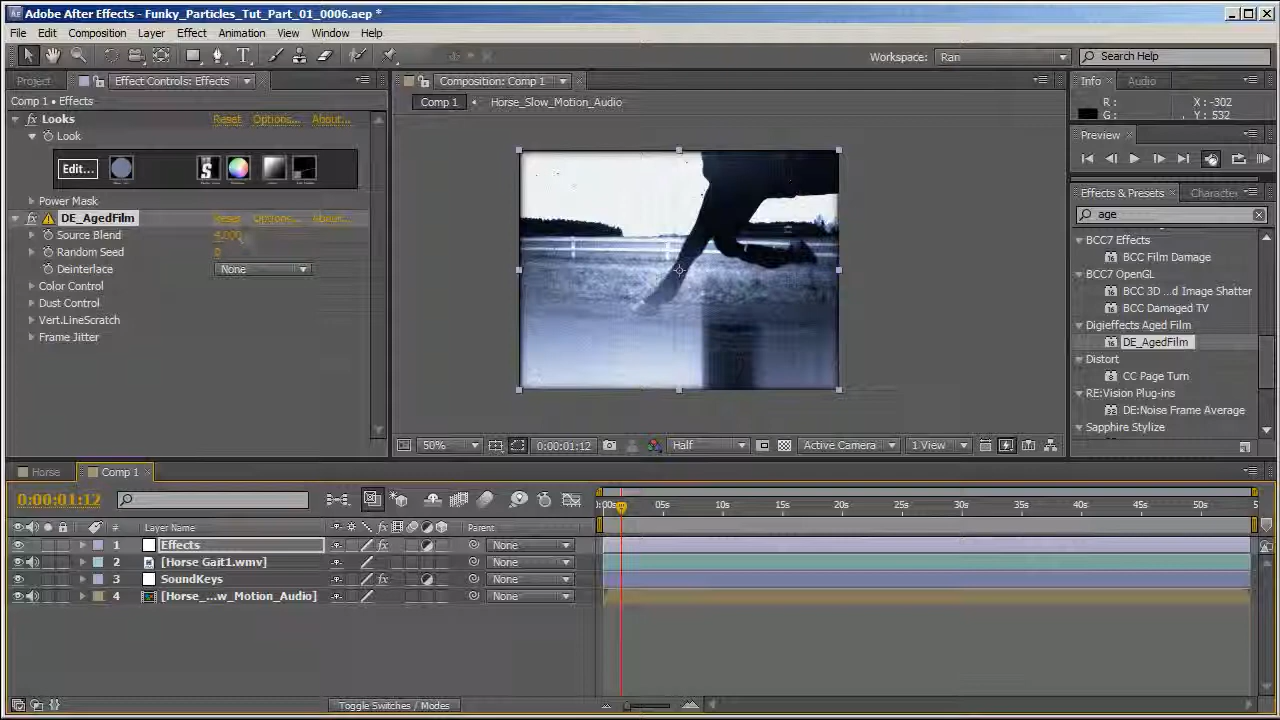 Adobe After Effects - Funky_Particles_Tut_Part_01_0006.aep *
File Edit Composition Layer Effect Animation View Window Help
Workspace: Ran Search Help
Project Effect Controls: Effects Composition: Comp 1 Info Audio
Comp 1 • Effects
Comp 1 Horse_Slow_Motion_Audio
R: X: -302
G: Y: 532
fx Looks Reset Options... About...
Look
Preview
Edit...
Power Mask
Effects & Presets Character
fx DE_AgedFilm Reset Options... About...
age
Source Blend 4.000
Random Seed 0
Deinterlace None
Color Control
Dust Control
Vert.LineScratch
Frame Jitter
BCC7 Effects
BCC Film Damage
BCC7 OpenGL
BCC 3D ...d Image Shatter
BCC Damaged TV
Digieffects Aged Film
DE_AgedFilm
Distort
CC Page Turn
RE:Vision Plug-ins
DE:Noise Frame Average
Sapphire Stylize
50% 0:00:01:12 Half Active Camera 1 View
Horse Comp 1
0:00:01:12
:00s 05s 10s 15s 20s 25s 30s 35s 40s 45s 50s 5
# Layer Name fx Parent
1 Effects fx None
2 [Horse Gait1.wmv] None
3 SoundKeys fx None
4 [Horse_...w_Motion_Audio] None
Toggle Switches / Modes